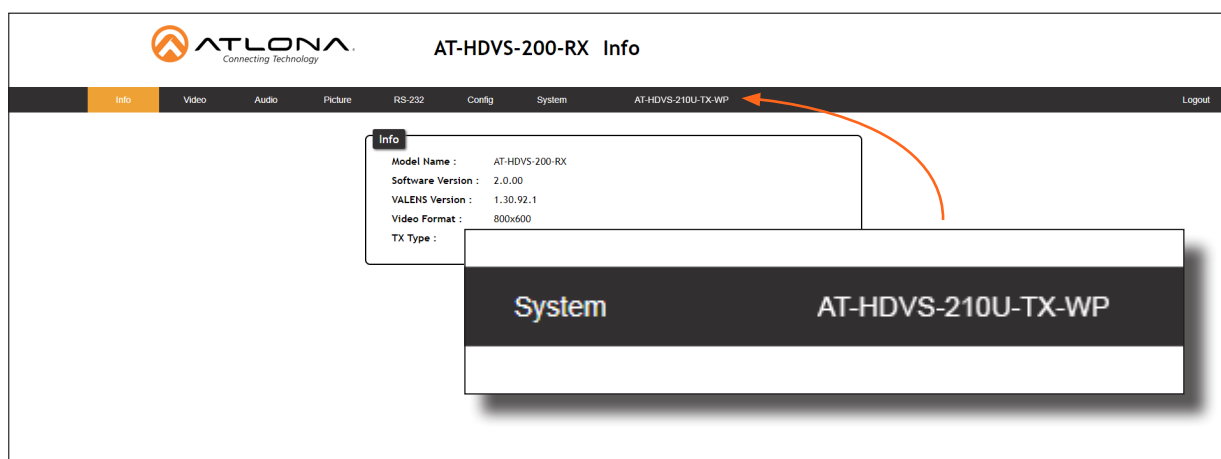 ATLONA.
Connecting Technology
AT-HDVS-200-RX Info
Info Video Audio Picture RS-232 Config System AT-HDVS-210U-TX-WP Logout
Info
Model Name : AT-HDVS-200-RX
Software Version : 2.0.00
VALENS Version : 1.30.92.1
Video Format : 800x600
TX Type :
System AT-HDVS-210U-TX-WP